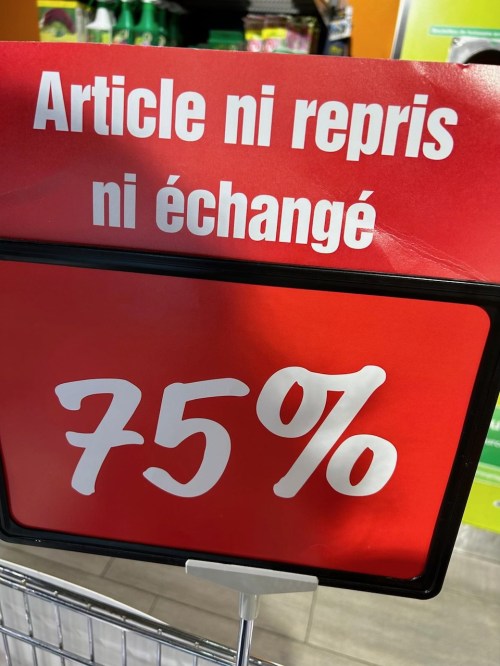 Article ni repris
ni échangé
75%